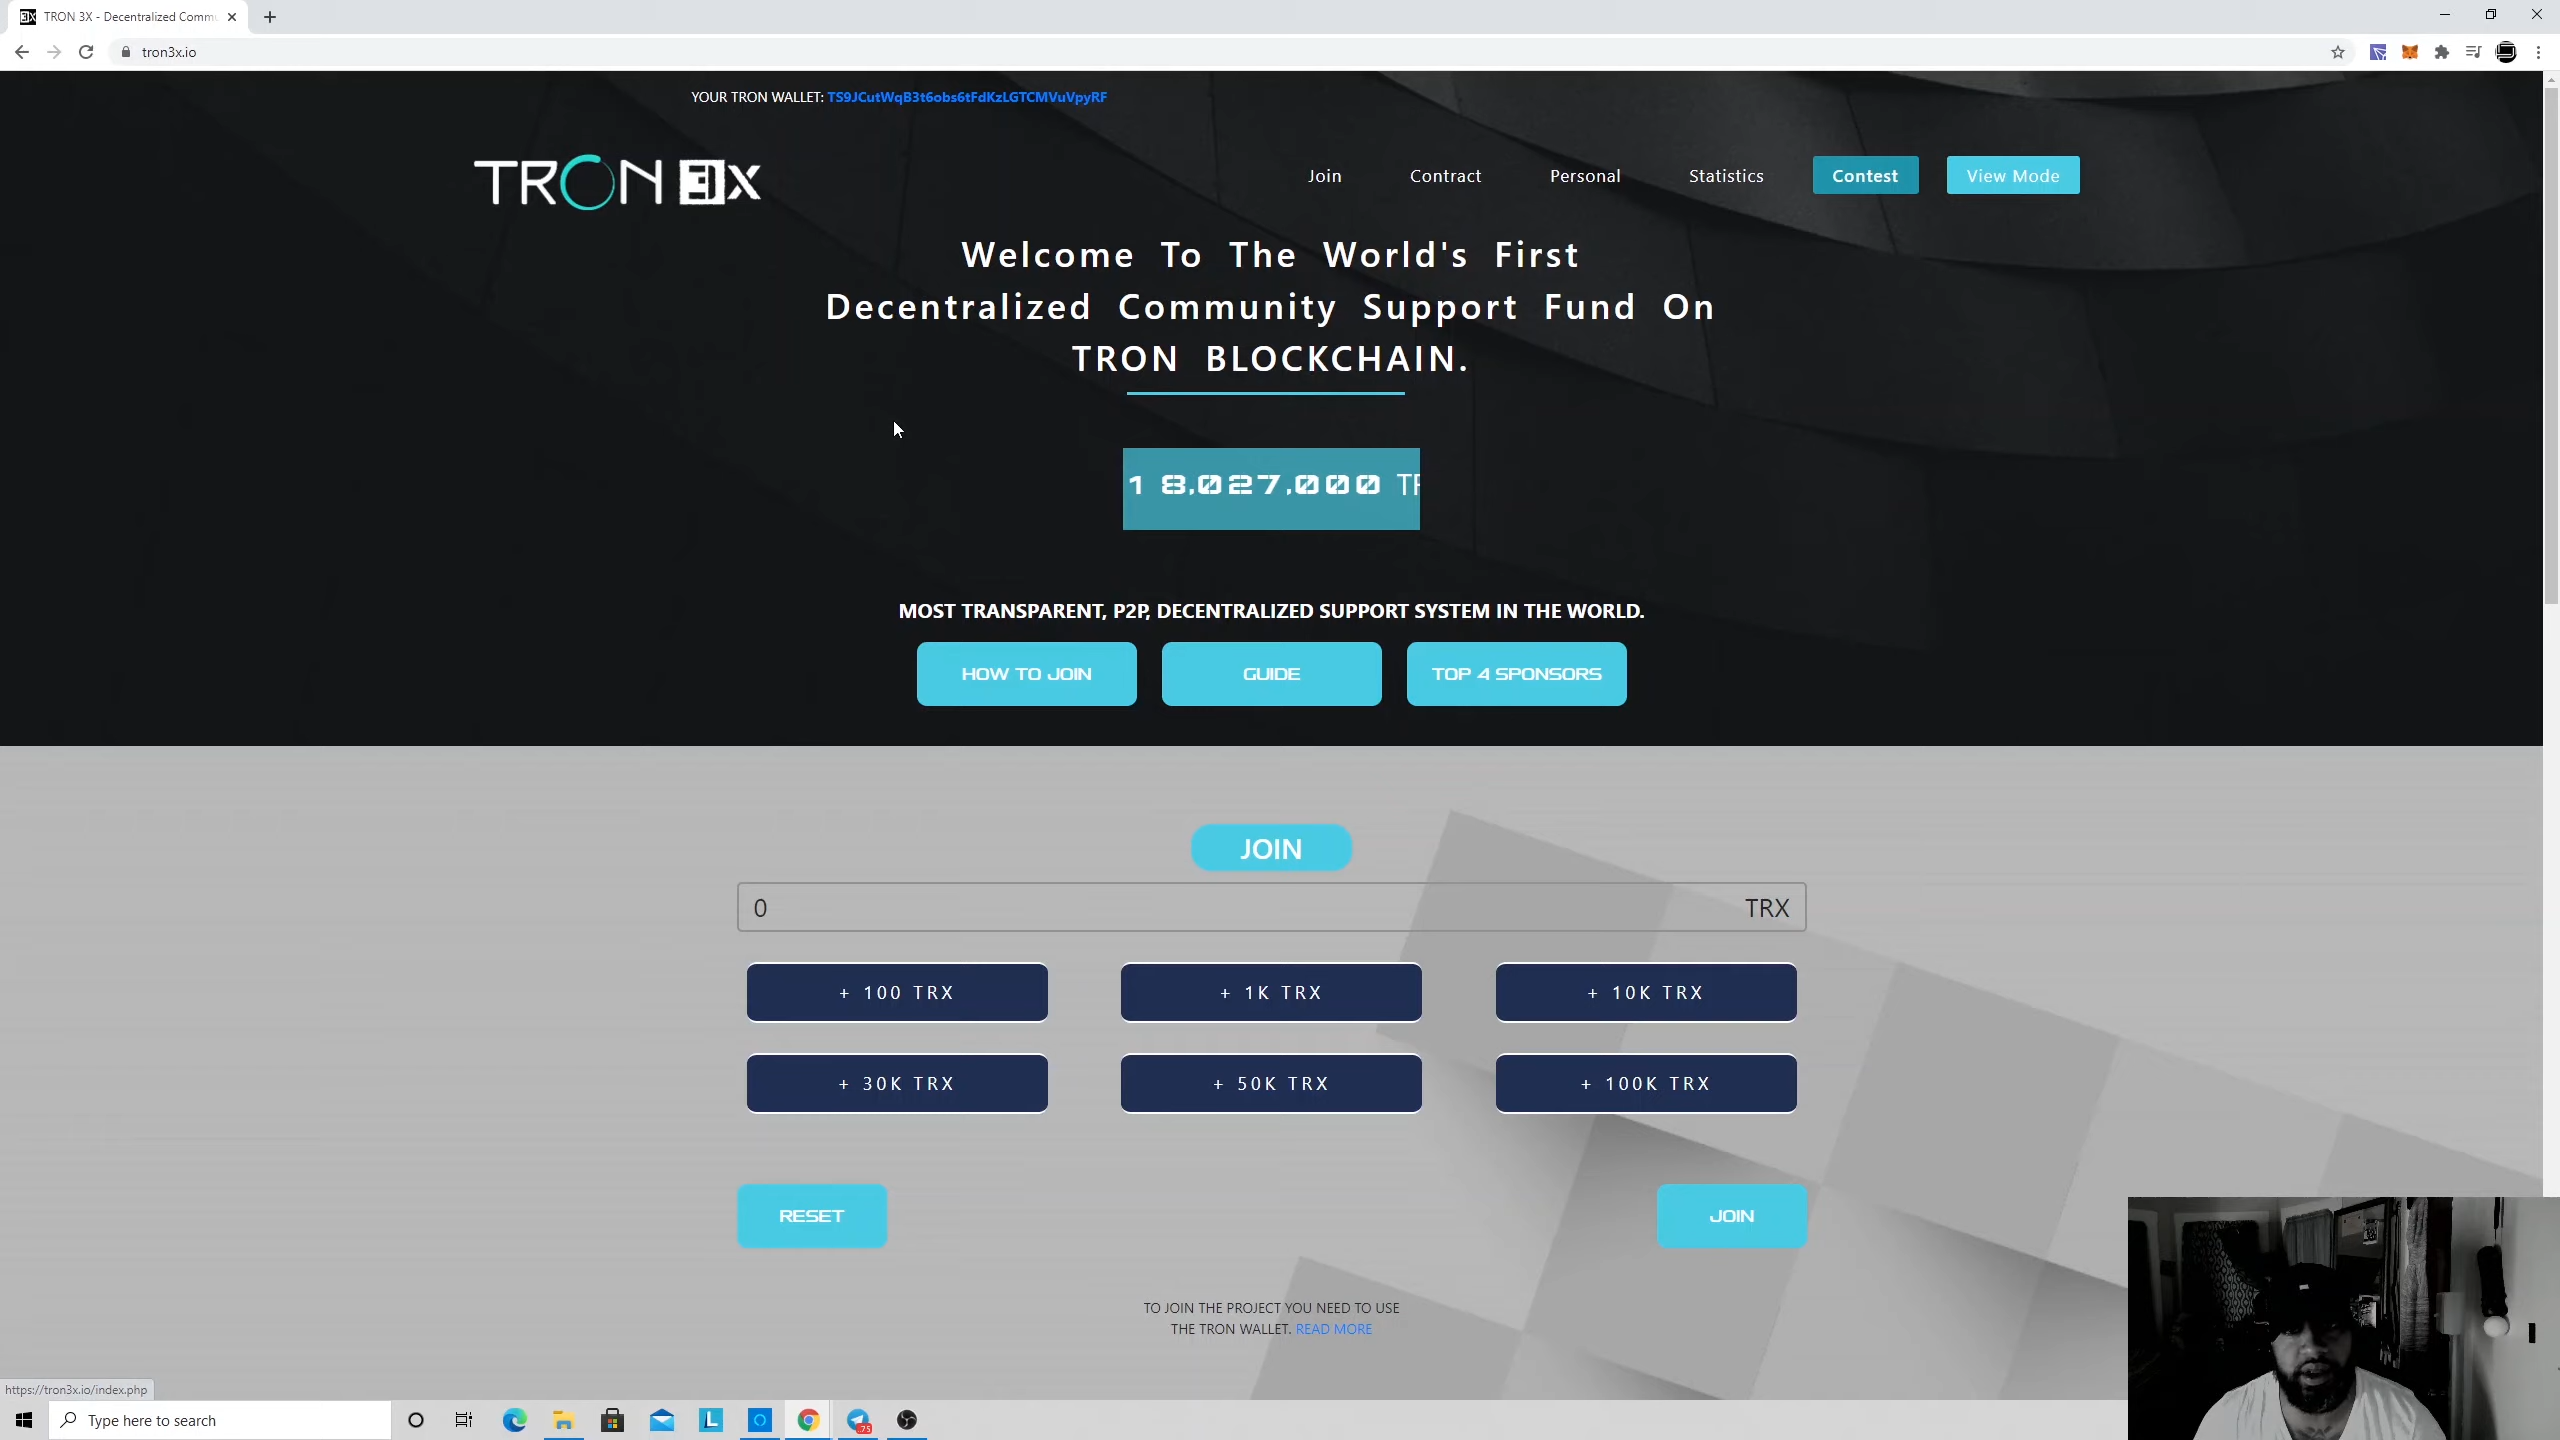 TRON 3X - Decentralized Commu
tron3x.io
YOUR TRON WALLET: TS9JCutWqB3t6obs6tFdKzLGTCMVuVpyRF
TRON 3X
Join
Contract
Personal
Statistics
Contest
View Mode
Welcome To The World's First
Decentralized Community Support Fund On
TRON BLOCKCHAIN.
18,027,000 TR
MOST TRANSPARENT, P2P, DECENTRALIZED SUPPORT SYSTEM IN THE WORLD.
HOW TO JOIN
GUIDE
TOP 4 SPONSORS
JOIN
0 TRX
+ 100 TRX
+ 1K TRX
+ 10K TRX
+ 30K TRX
+ 50K TRX
+ 100K TRX
RESET
JOIN
TO JOIN THE PROJECT YOU NEED TO USE
THE TRON WALLET. READ MORE
https://tron3x.io/index.php
Type here to search